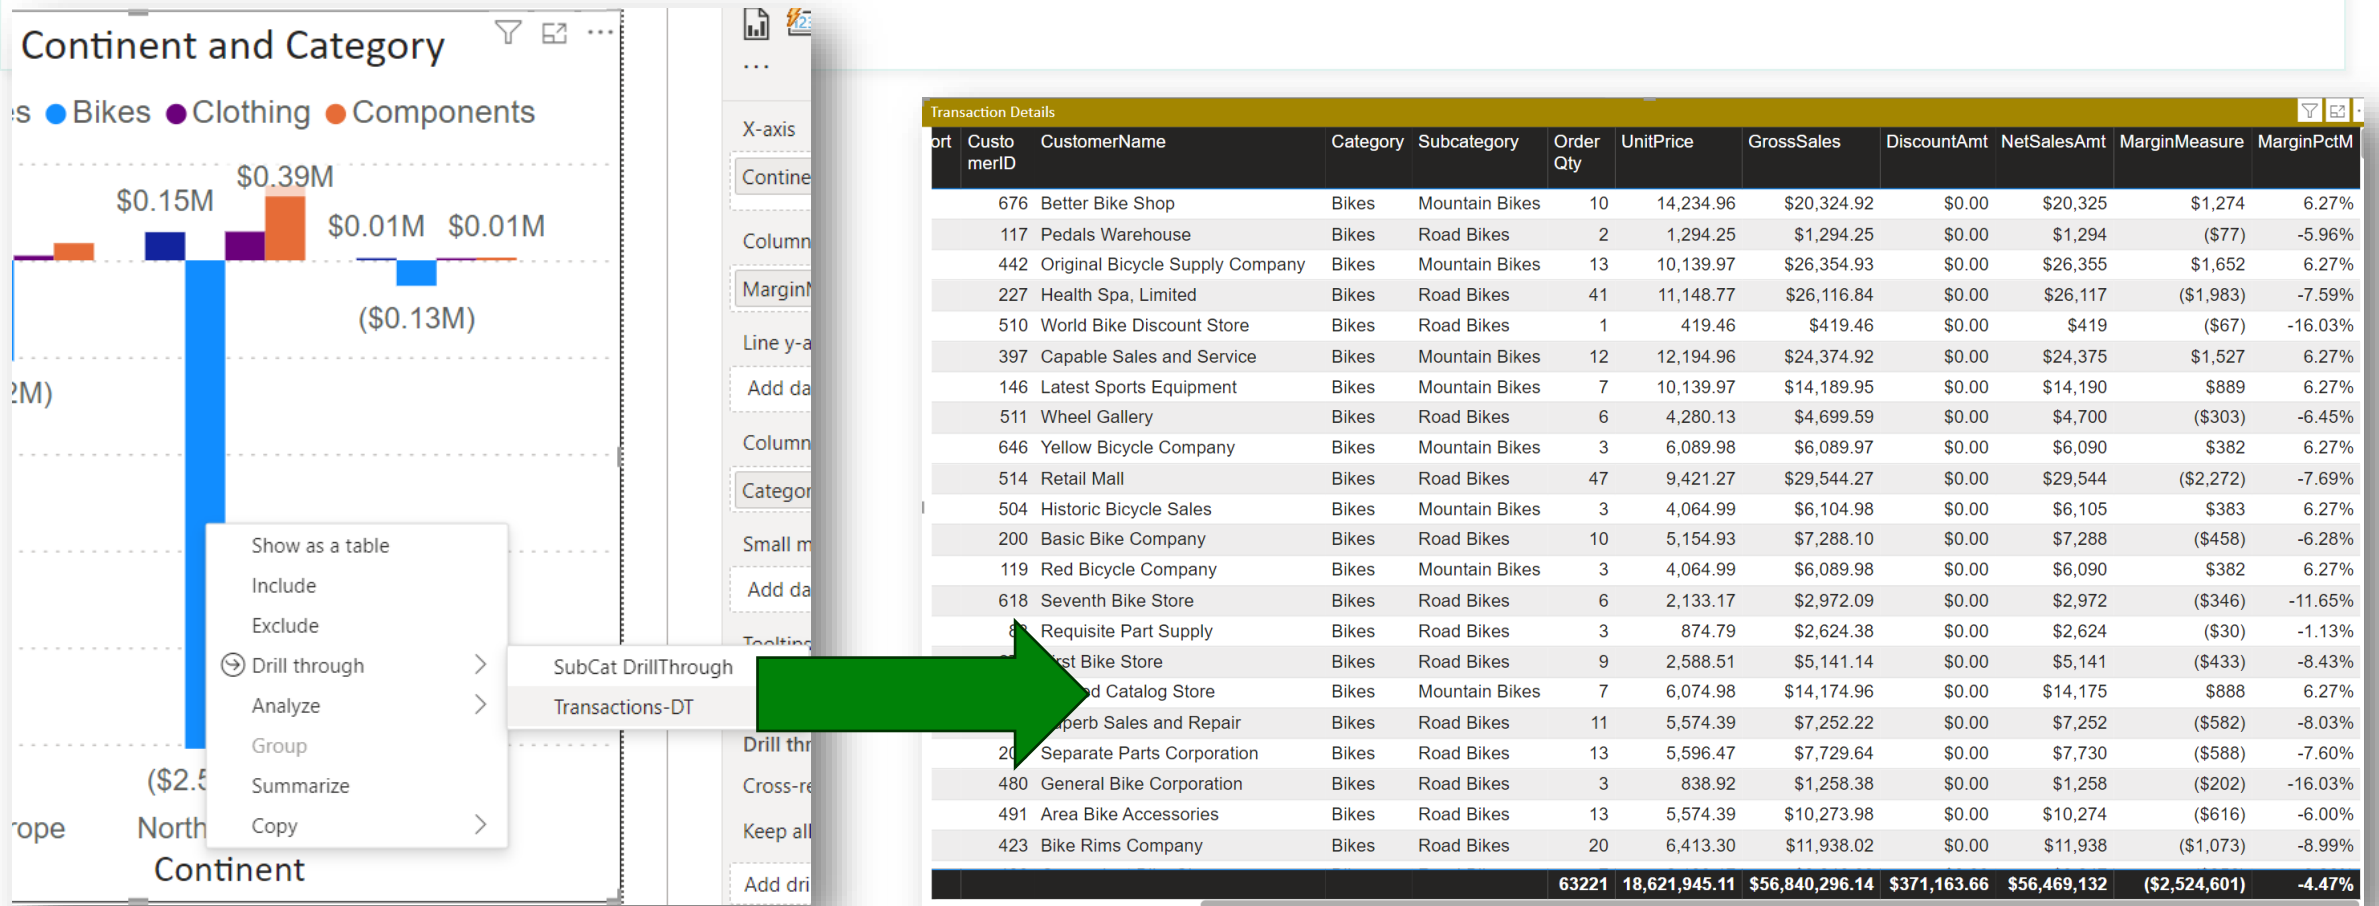 Continent and Category
s Bikes Clothing Components
$0.15M
$0.39M
$0.01M $0.01M
($0.13M)
2M)
($2.5
rope North
Continent
Show as a table
Include
Exclude
Drill through
Analyze
Group
Summarize
Copy
SubCat DrillThrough
Transactions-DT
123
...
X-axis
Contine
Column
Margin
Line y-a
Add da
Column
Categor
Small m
Add da
Tooltips
Drill thr
Cross-re
Keep all
Add dri
Transaction Details
ort Custo CustomerName Category Subcategory Order UnitPrice GrossSales DiscountAmt NetSalesAmt MarginMeasure MarginPctM
merID Qty
676 Better Bike Shop Bikes Mountain Bikes 10 14,234.96 $20,324.92 $0.00 $20,325 $1,274 6.27%
117 Pedals Warehouse Bikes Road Bikes 2 1,294.25 $1,294.25 $0.00 $1,294 ($77) -5.96%
442 Original Bicycle Supply Company Bikes Mountain Bikes 13 10,139.97 $26,354.93 $0.00 $26,355 $1,652 6.27%
227 Health Spa, Limited Bikes Road Bikes 41 11,148.77 $26,116.84 $0.00 $26,117 ($1,983) -7.59%
510 World Bike Discount Store Bikes Road Bikes 1 419.46 $419.46 $0.00 $419 ($67) -16.03%
397 Capable Sales and Service Bikes Mountain Bikes 12 12,194.96 $24,374.92 $0.00 $24,375 $1,527 6.27%
146 Latest Sports Equipment Bikes Mountain Bikes 7 10,139.97 $14,189.95 $0.00 $14,190 $889 6.27%
511 Wheel Gallery Bikes Road Bikes 6 4,280.13 $4,699.59 $0.00 $4,700 ($303) -6.45%
646 Yellow Bicycle Company Bikes Mountain Bikes 3 6,089.98 $6,089.97 $0.00 $6,090 $382 6.27%
514 Retail Mall Bikes Road Bikes 47 9,421.27 $29,544.27 $0.00 $29,544 ($2,272) -7.69%
504 Historic Bicycle Sales Bikes Mountain Bikes 3 4,064.99 $6,104.98 $0.00 $6,105 $383 6.27%
200 Basic Bike Company Bikes Road Bikes 10 5,154.93 $7,288.10 $0.00 $7,288 ($458) -6.28%
119 Red Bicycle Company Bikes Mountain Bikes 3 4,064.99 $6,089.98 $0.00 $6,090 $382 6.27%
618 Seventh Bike Store Bikes Road Bikes 6 2,133.17 $2,972.09 $0.00 $2,972 ($346) -11.65%
Requisite Part Supply Bikes Road Bikes 3 874.79 $2,624.38 $0.00 $2,624 ($30) -1.13%
rst Bike Store Bikes Road Bikes 9 2,588.51 $5,141.14 $0.00 $5,141 ($433) -8.43%
d Catalog Store Bikes Mountain Bikes 7 6,074.98 $14,174.96 $0.00 $14,175 $888 6.27%
perb Sales and Repair Bikes Road Bikes 11 5,574.39 $7,252.22 $0.00 $7,252 ($582) -8.03%
20 Separate Parts Corporation Bikes Road Bikes 13 5,596.47 $7,729.64 $0.00 $7,730 ($588) -7.60%
480 General Bike Corporation Bikes Road Bikes 3 838.92 $1,258.38 $0.00 $1,258 ($202) -16.03%
491 Area Bike Accessories Bikes Road Bikes 13 5,574.39 $10,273.98 $0.00 $10,274 ($616) -6.00%
423 Bike Rims Company Bikes Road Bikes 20 6,413.30 $11,938.02 $0.00 $11,938 ($1,073) -8.99%
63221 18,621,945.11 $56,840,296.14 $371,163.66 $56,469,132 ($2,524,601) -4.47%